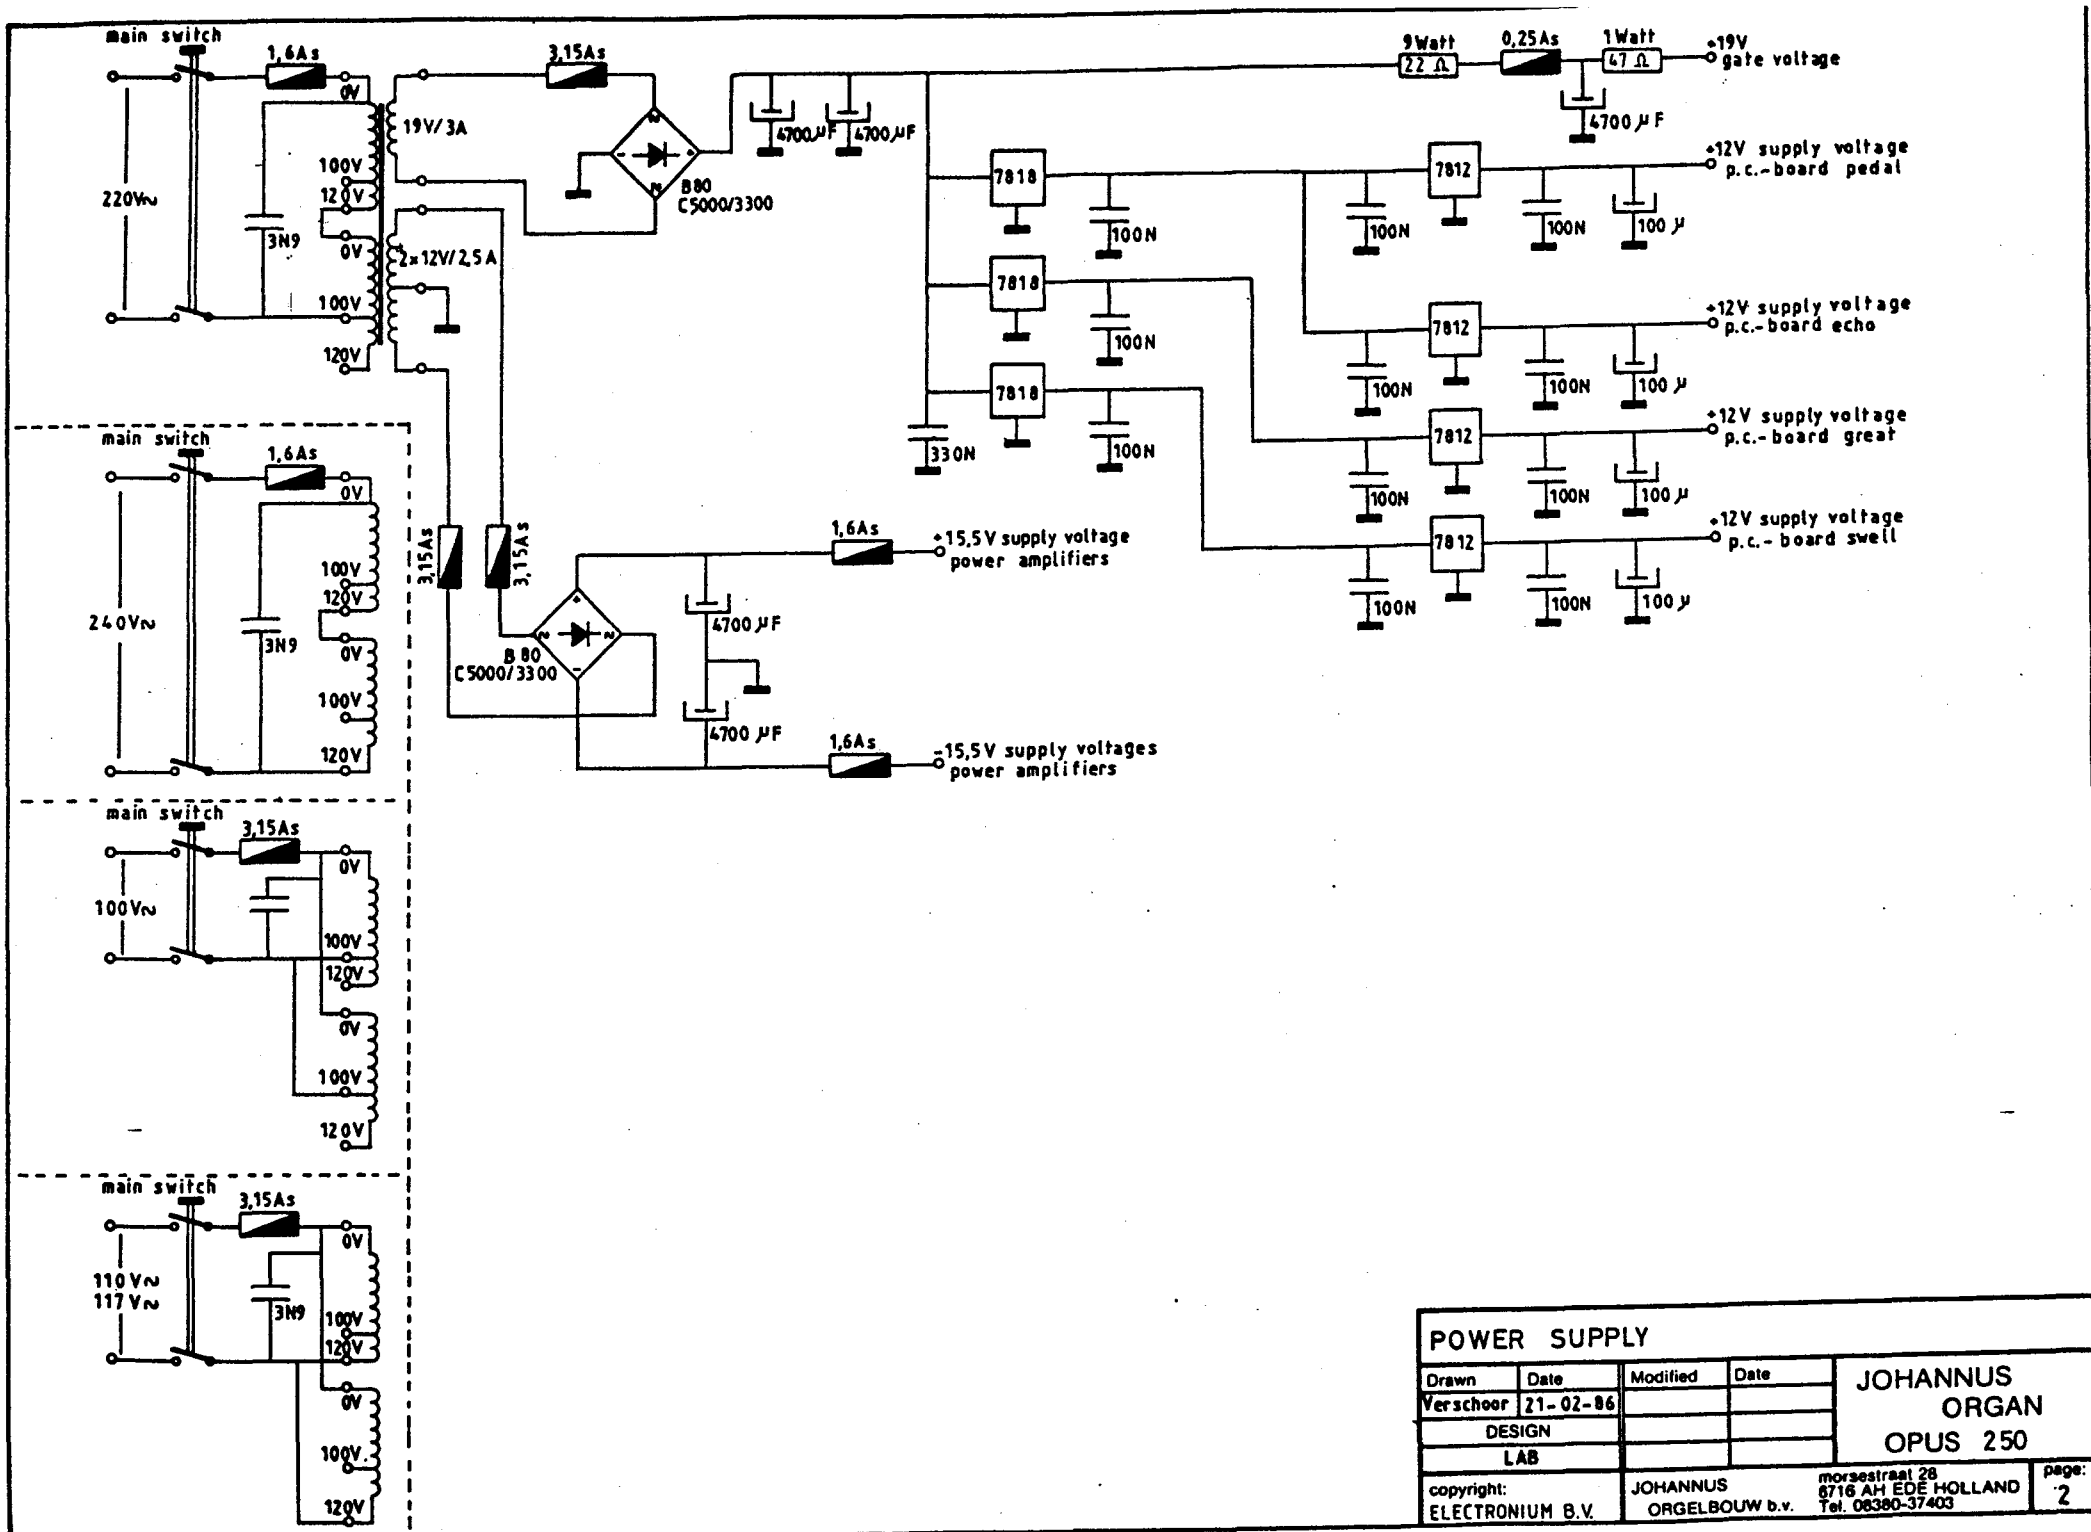 main switch
1,6As
0V
100V
120V
0V
100V
120V
220V~
3N9
19V/3A
2×12V/2,5A
3,15As
B80
C5000/3300
4700µF
4700µF
9Watt
22 Ω
0,25As
1Watt
47 Ω
4700µF
+19V
gate voltage
7818
100N
100N
7812
100N
100µ
+12V supply voltage
p.c.-board pedal
7818
100N
100N
7812
100N
100µ
+12V supply voltage
p.c.-board echo
7818
100N
330N
100N
7812
100N
100µ
+12V supply voltage
p.c.-board great
100N
7812
100N
100µ
+12V supply voltage
p.c.-board swell
3,15As
3,15As
B80
C5000/3300
4700µF
4700µF
1,6As
+15,5V supply voltage
power amplifiers
1,6As
-15,5V supply voltages
power amplifiers
main switch
1,6As
0V
100V
120V
0V
100V
120V
240V~
3N9
main switch
3,15As
0V
100V
120V
0V
100V
120V
100V~
main switch
3,15As
0V
110V~
117V~
3N9
100V
120V
0V
100V.
120V
POWER SUPPLY
Drawn Date Modified Date
Verschoor 21-02-86
DESIGN
LAB
JOHANNUS
ORGAN
OPUS 250
copyright:
ELECTRONIUM B.V.
JOHANNUS
ORGELBOUW b.v.
morsestraat 28
6716 AH EDE HOLLAND
Tel. 08380-37403
page:
2